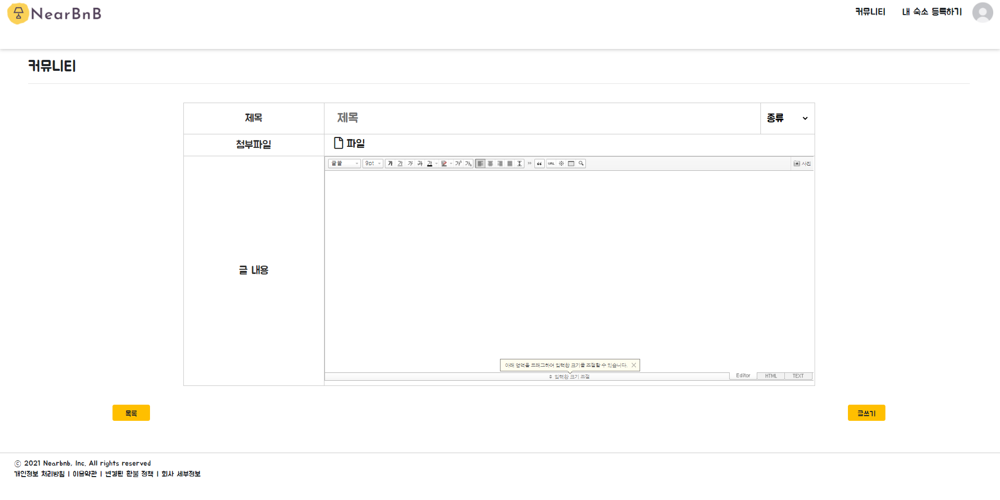 NearBnB
커뮤니티 내 숙소 등록하기
커뮤니티
제목 제목 종류
첨부파일 파일
글꼴 9pt 가 가 가 가 가 가² 가₁ URL 사진
글 내용
아래 영역을 드래그하여 입력창 크기를 조절할 수 있습니다.
입력창 크기 조절 Editor HTML TEXT
목록 글쓰기
ⓒ 2021 Nearbnb, Inc. All rights reserved
개인정보 처리방침 | 이용약관 | 변경된 환불 정책 | 회사 세부정보